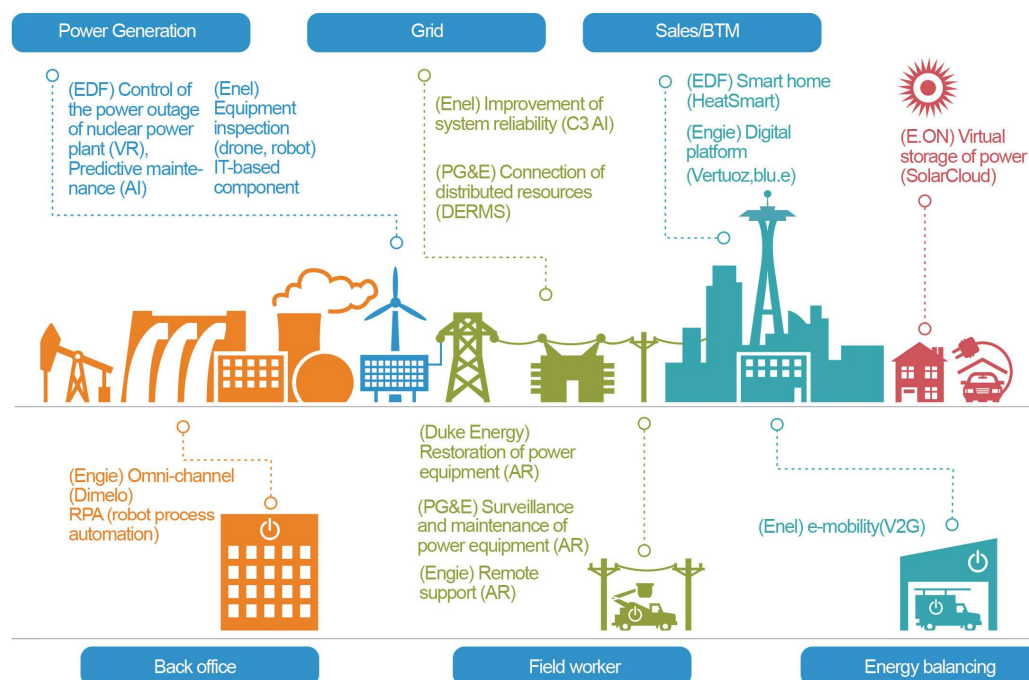 Power Generation
Grid
Sales/BTM
(EDF) Control of
the power outage
of nuclear power
plant (VR),
Predictive mainte-
nance (AI)
(Enel)
Equipment
inspection
(drone, robot)
IT-based
component
(Enel) Improvement of
system reliability (C3 AI)
(PG&E) Connection of
distributed resources
(DERMS)
(EDF) Smart home
(HeatSmart)
(Engie) Digital
platform
(Vertuoz,blu.e)
(E.ON) Virtual
storage of power
(SolarCloud)
(Engie) Omni-channel
(Dimelo)
RPA (robot process
automation)
(Duke Energy)
Restoration of power
equipment (AR)
(PG&E) Surveillance
and maintenance of
power equipment (AR)
(Engie) Remote
support (AR)
(Enel) e-mobility(V2G)
Back office
Field worker
Energy balancing